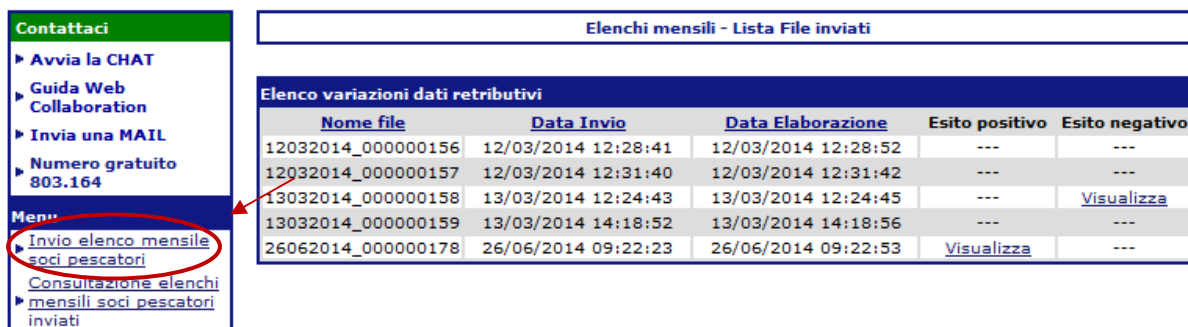 Contattaci
Avvia la CHAT
Guida Web
Collaboration
Invia una MAIL
Numero gratuito
803.164
Menu
Invio elenco mensile
soci pescatori
Consultazione elenchi
mensili soci pescatori
inviati
Elenchi mensili - Lista File inviati
Elenco variazioni dati retributivi
Nome file Data Invio Data Elaborazione Esito positivo Esito negativo
12032014_000000156 12/03/2014 12:28:41 12/03/2014 12:28:52 --- ---
12032014_000000157 12/03/2014 12:31:40 12/03/2014 12:31:42 --- ---
13032014_000000158 13/03/2014 12:24:43 13/03/2014 12:24:45 --- Visualizza
13032014_000000159 13/03/2014 14:18:52 13/03/2014 14:18:56 --- ---
26062014_000000178 26/06/2014 09:22:23 26/06/2014 09:22:53 Visualizza ---